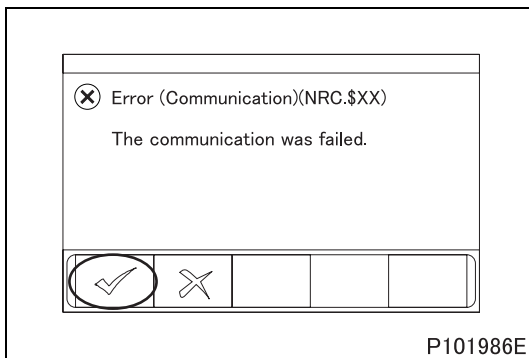 Error (Communication)(NRC.$XX)
The communication was failed.
P101986E